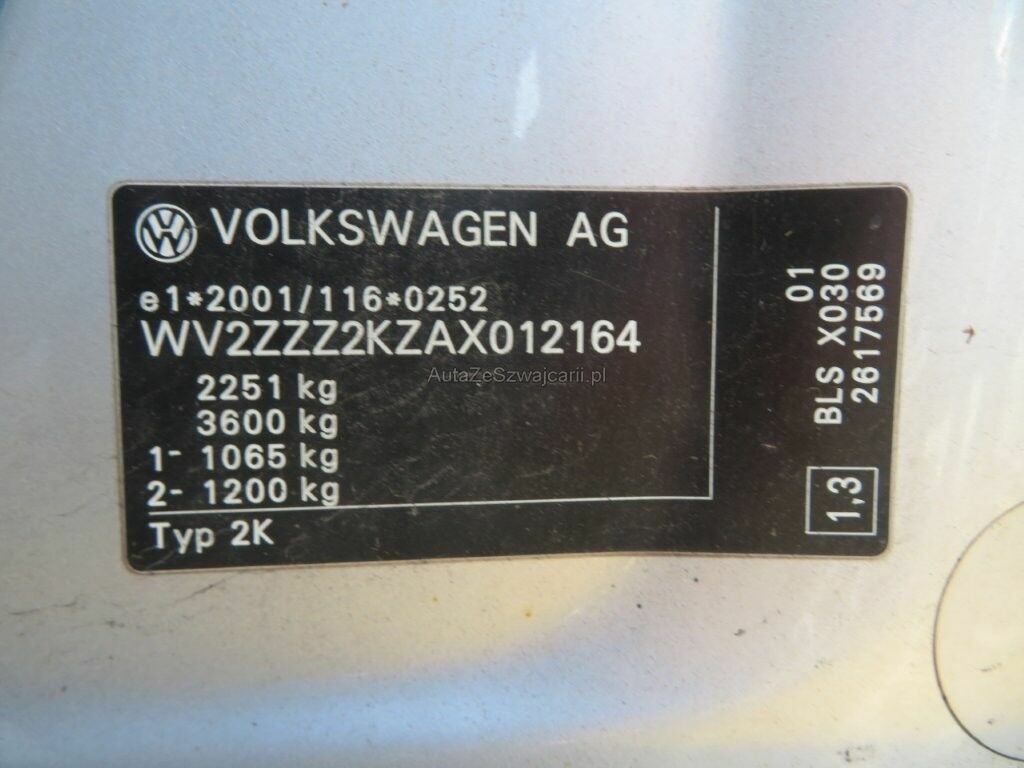 VOLKSWAGEN AG
e1*2001/116*0252
WV2ZZZ2KZAX012164
2251 kg
3600 kg
1- 1065 kg
2- 1200 kg
Typ 2K
01
BLS X030
2617569
1,3
AutaZeSzwajcarii.pl